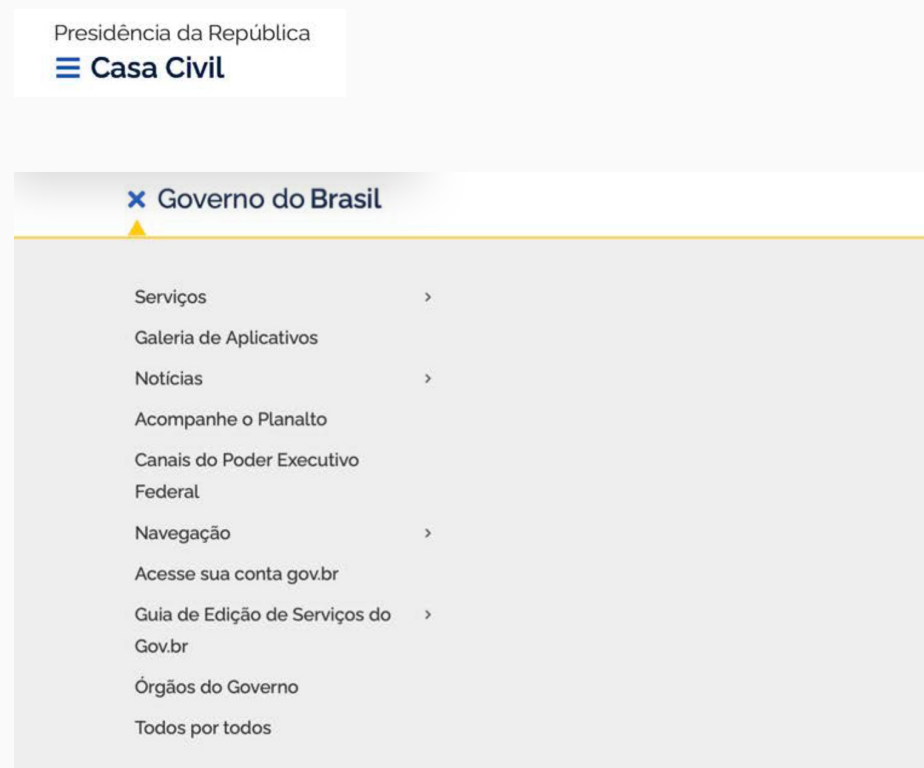 Presidência da República
Casa Civil
Governo do Brasil
Serviços
Galeria de Aplicativos
Notícias
Acompanhe o Planalto
Canais do Poder Executivo
Federal
Navegação
Acesse sua conta gov.br
Guia de Edição de Serviços do
Gov.br
Órgãos do Governo
Todos por todos